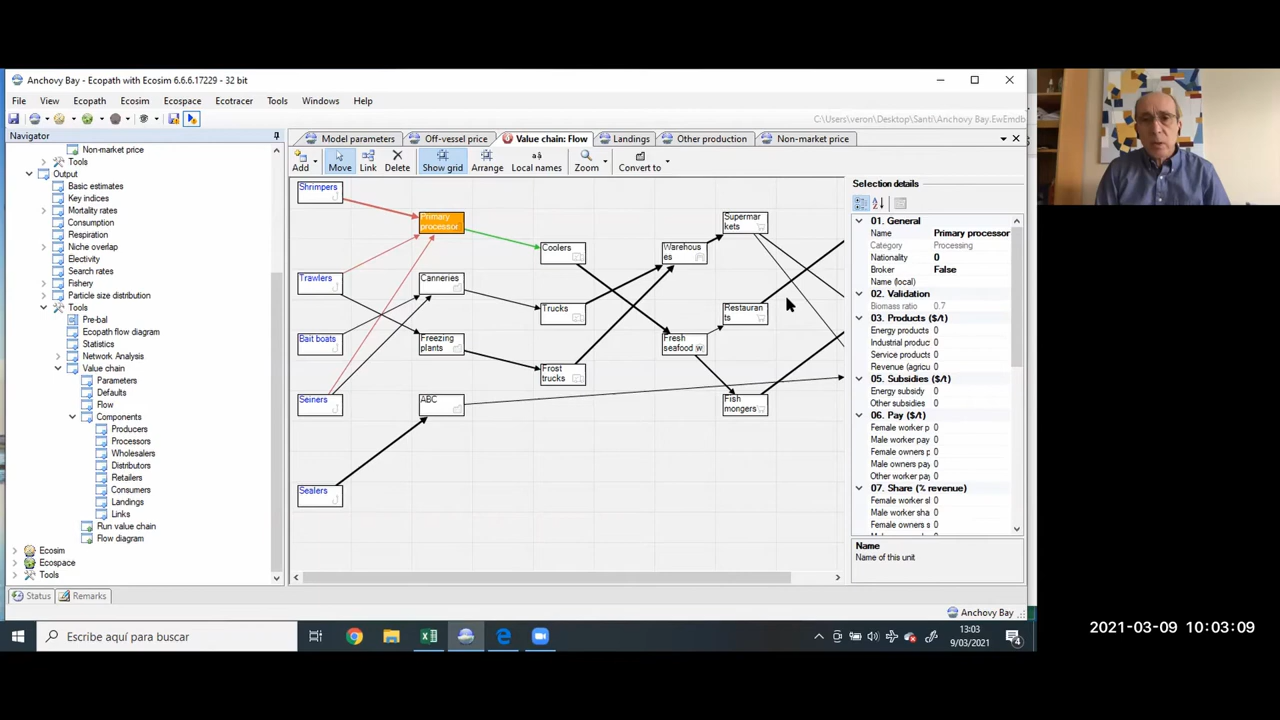 Anchovy Bay - Ecopath with Ecosim 6.6.6.17229 - 32 bit
File View Ecopath Ecosim Ecospace Ecotracer Tools Windows Help
C:\Users\veron\Desktop\Santi\Anchovy Bay.EwEmdb
Navigator
Non-market price
Tools
Output
Basic estimates
Key indices
Mortality rates
Consumption
Respiration
Niche overlap
Electivity
Search rates
Fishery
Particle size distribution
Tools
Pre-bal
Ecopath flow diagram
Statistics
Network Analysis
Value chain
Parameters
Defaults
Flow
Components
Producers
Processors
Wholesalers
Distributors
Retailers
Consumers
Landings
Links
Run value chain
Flow diagram
Ecosim
Ecospace
Tools
Status Remarks
Model parameters Off-vessel price Value chain: Flow Landings Other production Non-market price
Add Move Link Delete Show grid Arrange Local names Zoom Convert to
Shrimpers
Primary
processor
Supermar
kets
Coolers
Warehous
es
Trawlers
Canneries
Trucks
Restauran
ts
Bait boats
Freezing
plants
Fresh
seafood w
Frost
trucks
Seiners
ABC
Fish
mongers
Sealers
Selection details
01. General
Name Primary processor
Category Processing
Nationality 0
Broker False
Name (local)
02. Validation
Biomass ratio 0.7
03. Products ($/t)
Energy products
Industrial produc
Service products
Revenue (agricu
05. Subsidies ($/t)
Energy subsidy 0
Other subsidies 0
06. Pay ($/t)
Female worker p 0
Male worker pay 0
Female owners p 0
Male owners pay 0
Other worker pay 0
07. Share (% revenue)
Female worker sl 0
Male worker sha 0
Female owner s 0
Name
Name of this unit
Anchovy Bay
Escribe aquí para buscar
13:03
9/03/2021
4
2021-03-09 10:03:09